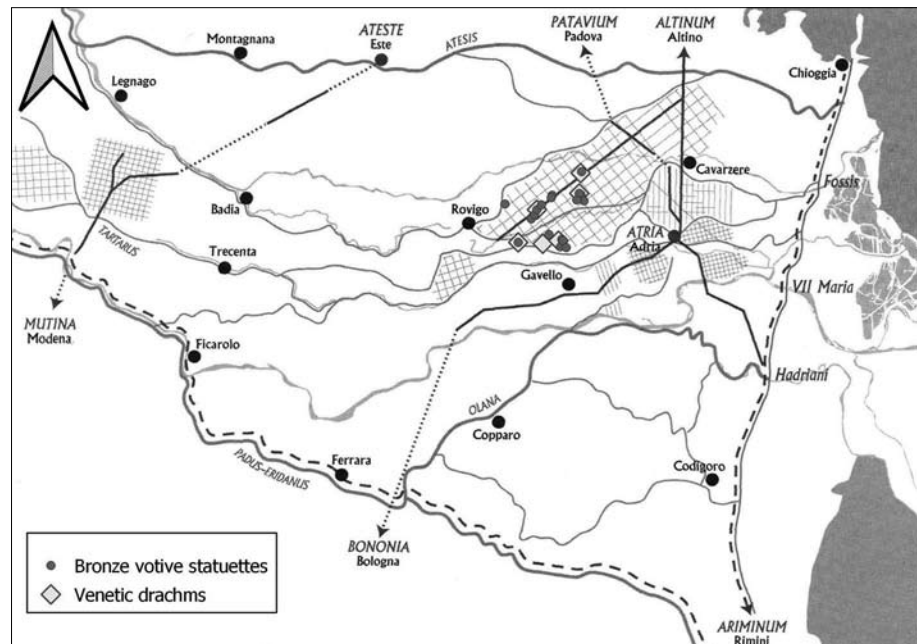 ATESTE
Este
PATAVIUM
Padova
ALTINUM
Altino
Montagnana
ATESIS
Chioggia
Legnago
Cavarzere
Fossis
Badia
Rovigo
ATRIA
Adria
TARTARUS
Trecenta
Gavello
VII Maria
MUTINA
Modena
Ficarolo
Hadriani
OLANA
Copparo
PADUS-ERIDANUS
Ferrara
Codigoro
BONONIA
Bologna
Bronze votive statuettes
Venetic drachms
ARIMINUM
Rimini